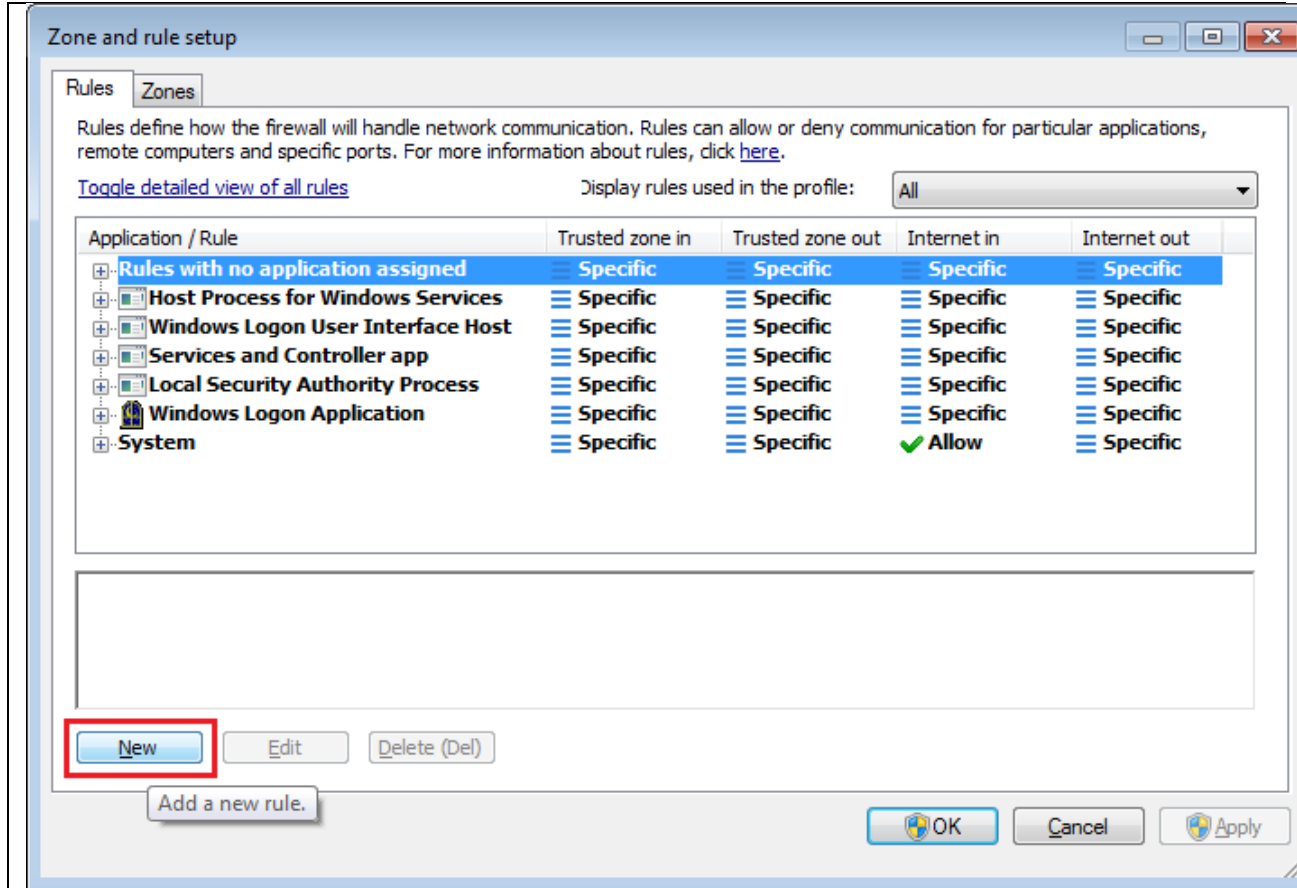 Zone and rule setup
Rules Zones
Rules define how the firewall will handle network communication. Rules can allow or deny communication for particular applications,
remote computers and specific ports. For more information about rules, click here.
Toggle detailed view of all rules Display rules used in the profile: All
Application / Rule Trusted zone in Trusted zone out Internet in Internet out
Rules with no application assigned Specific Specific Specific Specific
Host Process for Windows Services Specific Specific Specific Specific
Windows Logon User Interface Host Specific Specific Specific Specific
Services and Controller app Specific Specific Specific Specific
Local Security Authority Process Specific Specific Specific Specific
Windows Logon Application Specific Specific Specific Specific
System Specific Specific Allow Specific
New Edit Delete (Del)
Add a new rule.
OK Cancel Apply